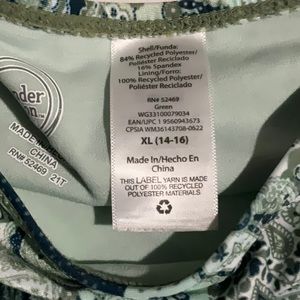 Shell/Funda:
84% Recycled Polyester/
Poliéster Reciclado
16% Spandex
Lining/Forro:
100% Recycled Polyester/
Poliéster Reciclado
RN# 52469
Green
WG33100079034
EAN/UPC 1 9560943673
CPSIA WM36143708-0622
XL (14-16)
Made In/Hecho En
China
THIS LABEL YARN IS MADE
OUT OF 100% RECYCLED
POLYESTER MATERIALS
der
n
MADE
CHINA
RN# 52469 21T